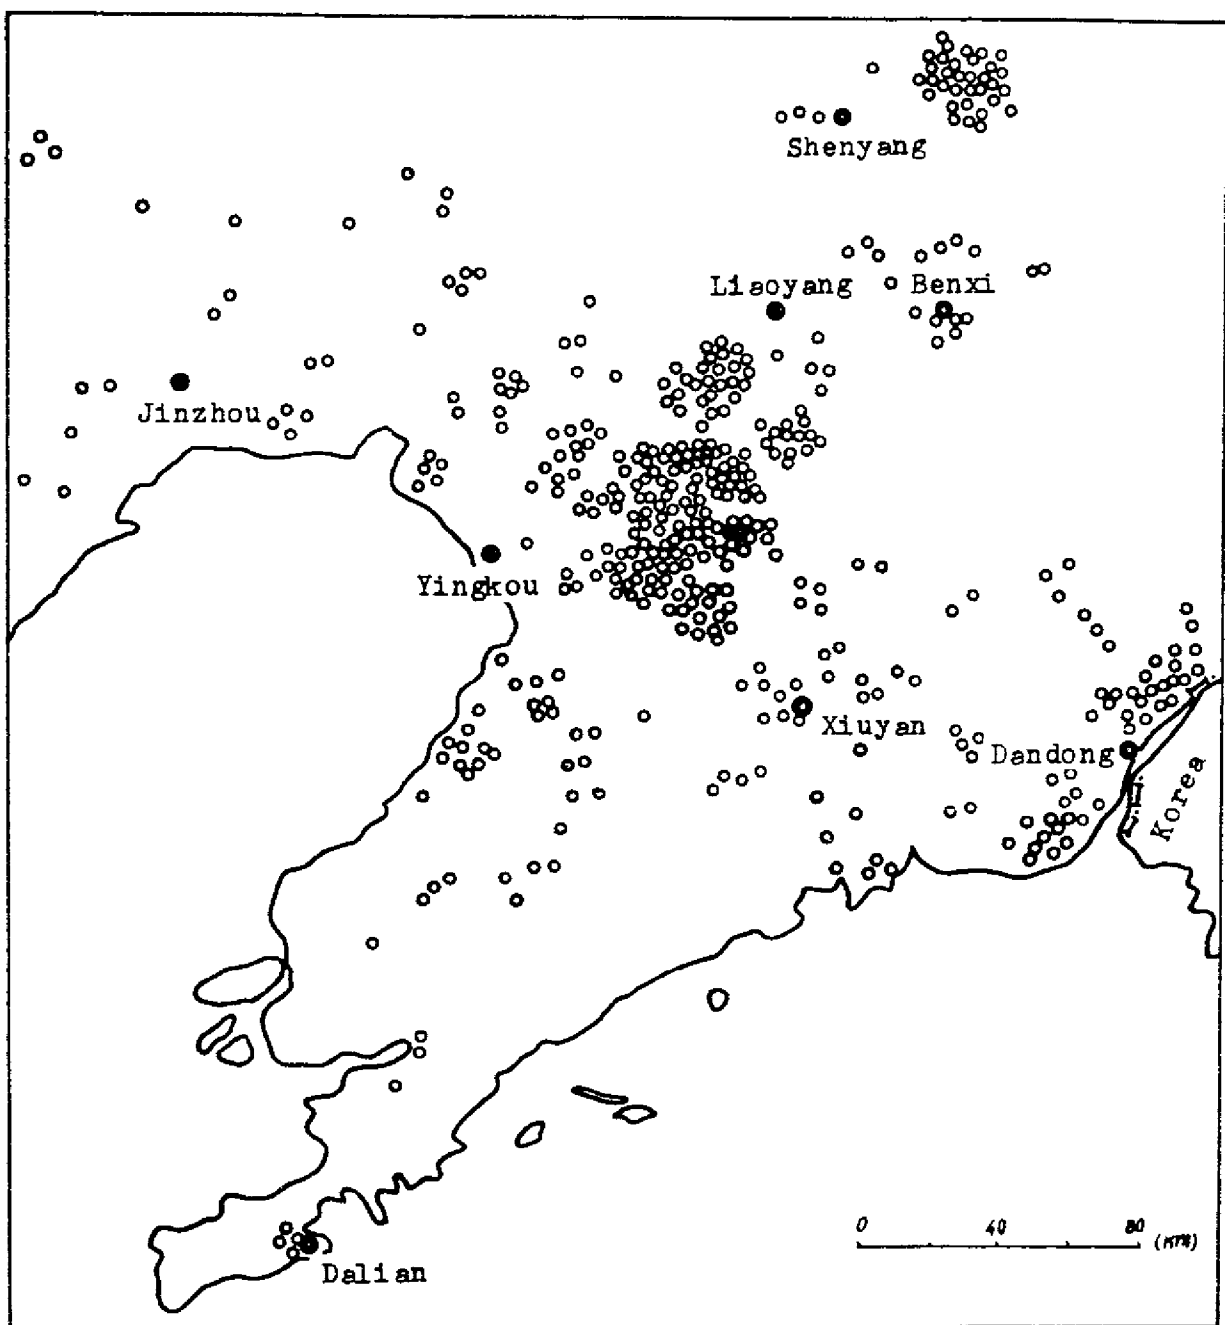 Shenyang
Liaoyang
Benxi
Jinzhou
Yingkou
Xiuyan
Dandong
Korea
0 40 80 (Km)
Dalian